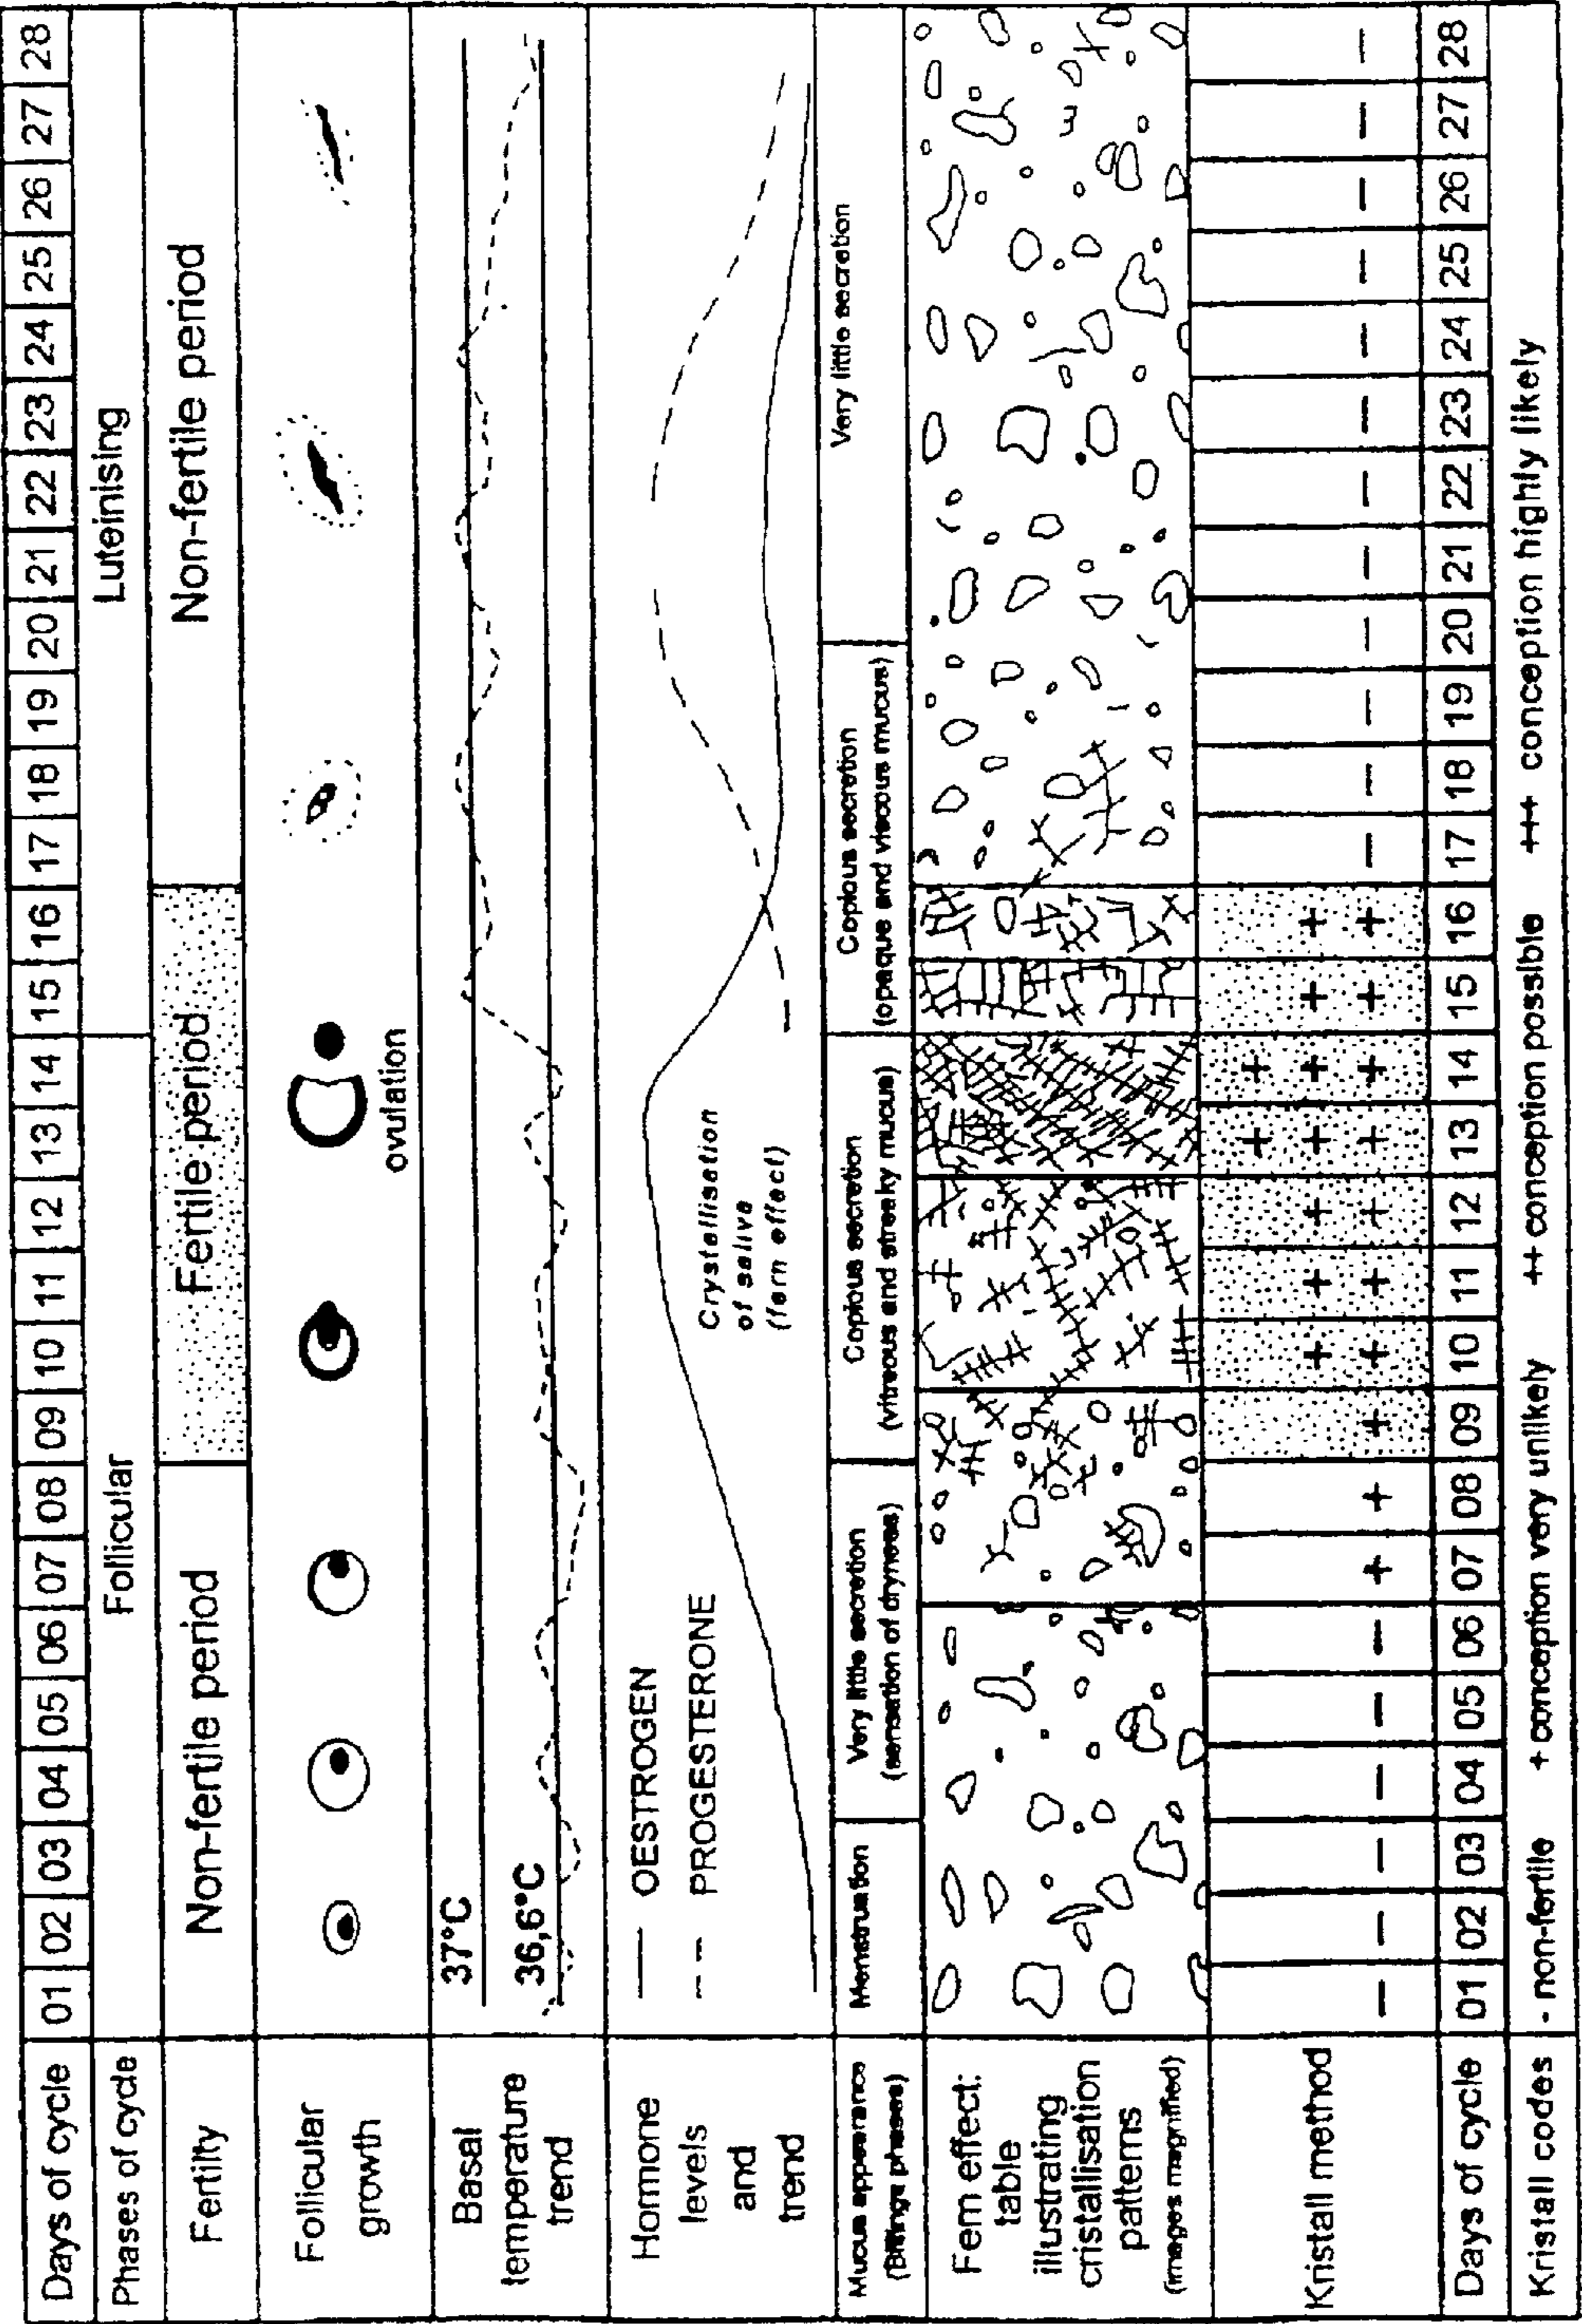 Days of cycle 01 02 03 04 05 06 07 08 09 10 11 12 13 14 15 16 17 18 19 20 21 22 23 24 25 26 27 28
Phases of cycle Follicular Luteinising
Fertility Non-fertile period Fertile period Non-fertile period
Follicular
growth
ovulation
Basal
temperature
trend
37°C
36,6°C
Hormone
levels
and
trend
OESTROGEN
PROGESTERONE
Crystallisation
of salive
(fern effect)
Mucus appearance
(Billings phases)
Menstruation
Very little secretion
(sensation of dryness)
Copious secretion
(vitreous and streaky mucus)
Copious secretion
(opaque and viscous mucus)
Very little secretion
Fern effect:
table
illustrating
cristallisation
patterns
(images magnified)
Kristall method - - - - - - + + + ++ ++ ++ +++ +++ ++ ++ - - - - - - - - - - - -
Days of cycle 01 02 03 04 05 06 07 08 09 10 11 12 13 14 15 16 17 18 19 20 21 22 23 24 25 26 27 28
Kristall codes - non-fertile + conception very unlikely ++ conception possible +++ conception highly likely